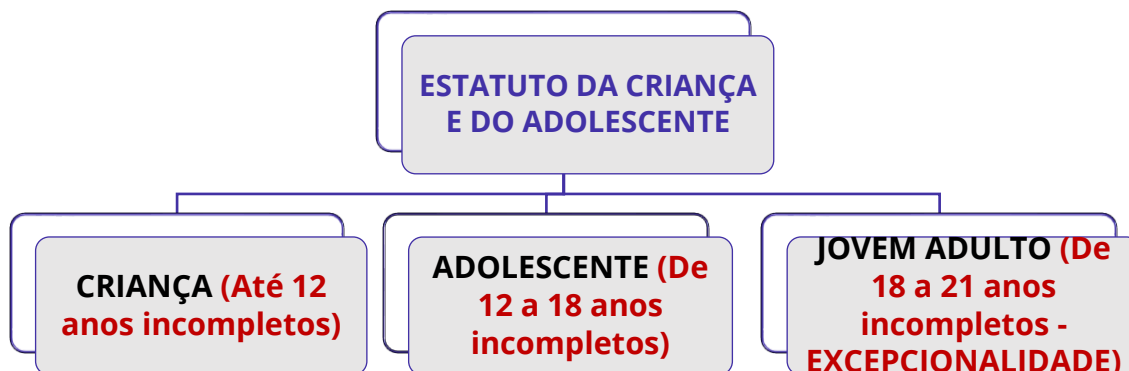 ESTATUTO DA CRIANÇA
E DO ADOLESCENTE
CRIANÇA (Até 12
anos incompletos)
ADOLESCENTE (De
12 a 18 anos
incompletos)
JOVEM ADULTO (De
18 a 21 anos
incompletos -
EXCEPCIONALIDADE)